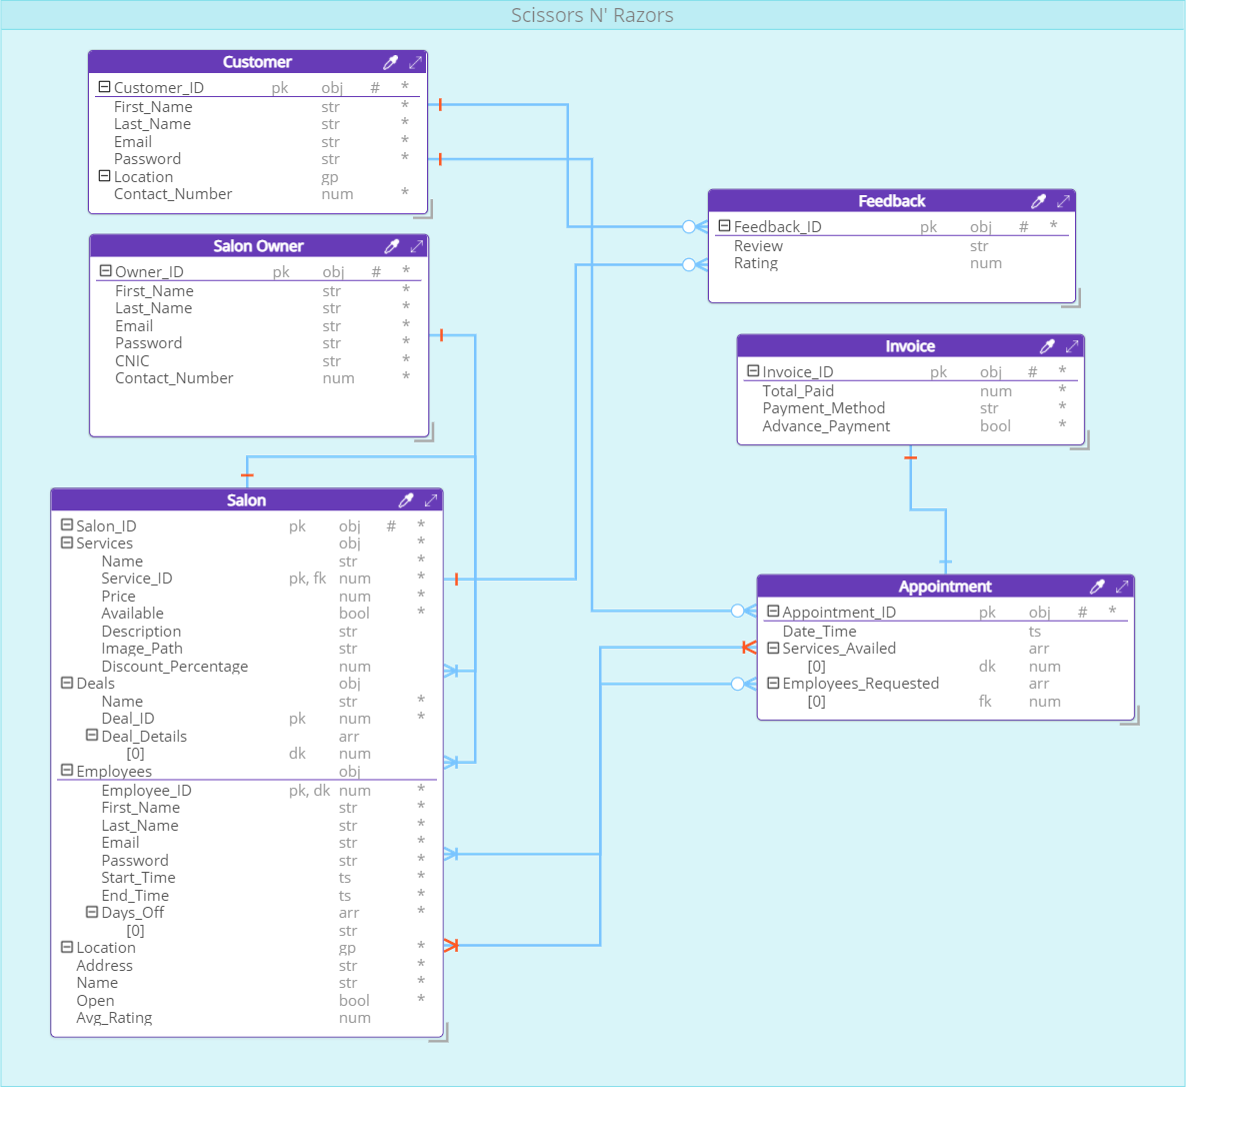 Scissors N' Razors
Customer
Customer_ID pk obj # *
First_Name str *
Last_Name str *
Email str *
Password str *
Location gp
Contact_Number num *
Salon Owner
Owner_ID pk obj # *
First_Name str *
Last_Name str *
Email str *
Password str *
CNIC str *
Contact_Number num *
Salon
Salon_ID pk obj # *
Services obj *
Name str *
Service_ID pk, fk num *
Price num *
Available bool *
Description str
Image_Path str
Discount_Percentage num
Deals obj
Name str *
Deal_ID pk num *
Deal_Details arr
[0] dk num
Employees obj
Employee_ID pk, dk num *
First_Name str *
Last_Name str *
Email str *
Password str *
Start_Time ts *
End_Time ts *
Days_Off arr *
[0] str
Location gp *
Address str *
Name str *
Open bool *
Avg_Rating num
Feedback
Feedback_ID pk obj # *
Review str
Rating num
Invoice
Invoice_ID pk obj # *
Total_Paid num *
Payment_Method str *
Advance_Payment bool *
Appointment
Appointment_ID pk obj # *
Date_Time ts
Services_Availed arr
[0] dk num
Employees_Requested arr
[0] fk num